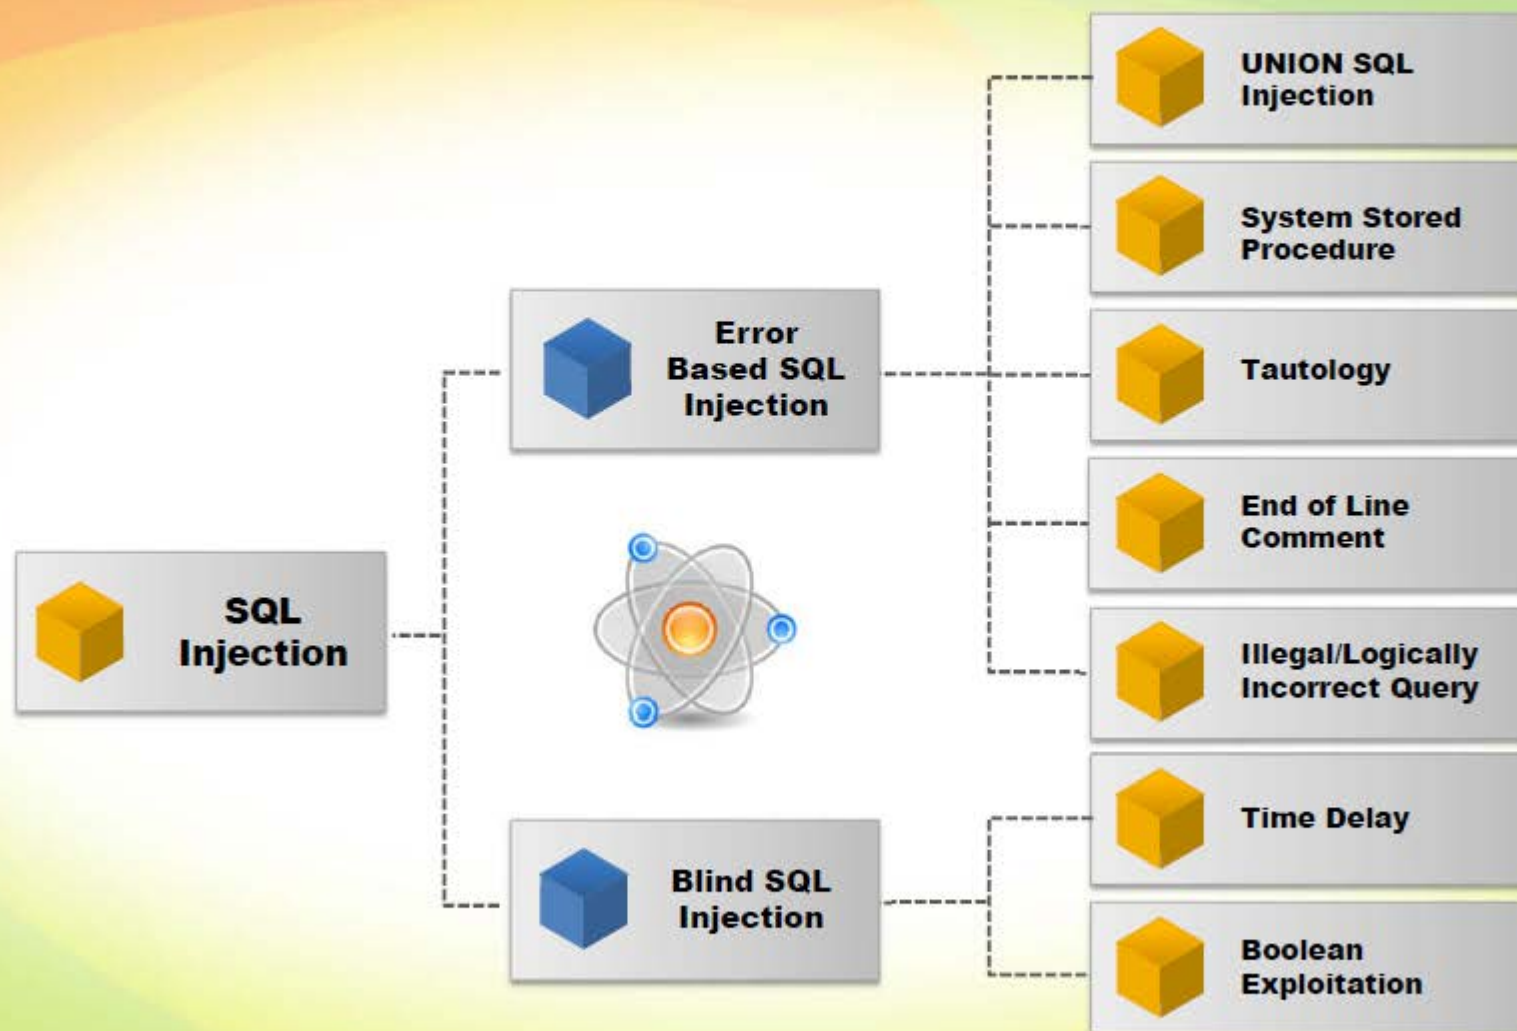 SQL
Injection
Error
Based SQL
Injection
Blind SQL
Injection
UNION SQL
Injection
System Stored
Procedure
Tautology
End of Line
Comment
Illegal/Logically
Incorrect Query
Time Delay
Boolean
Exploitation